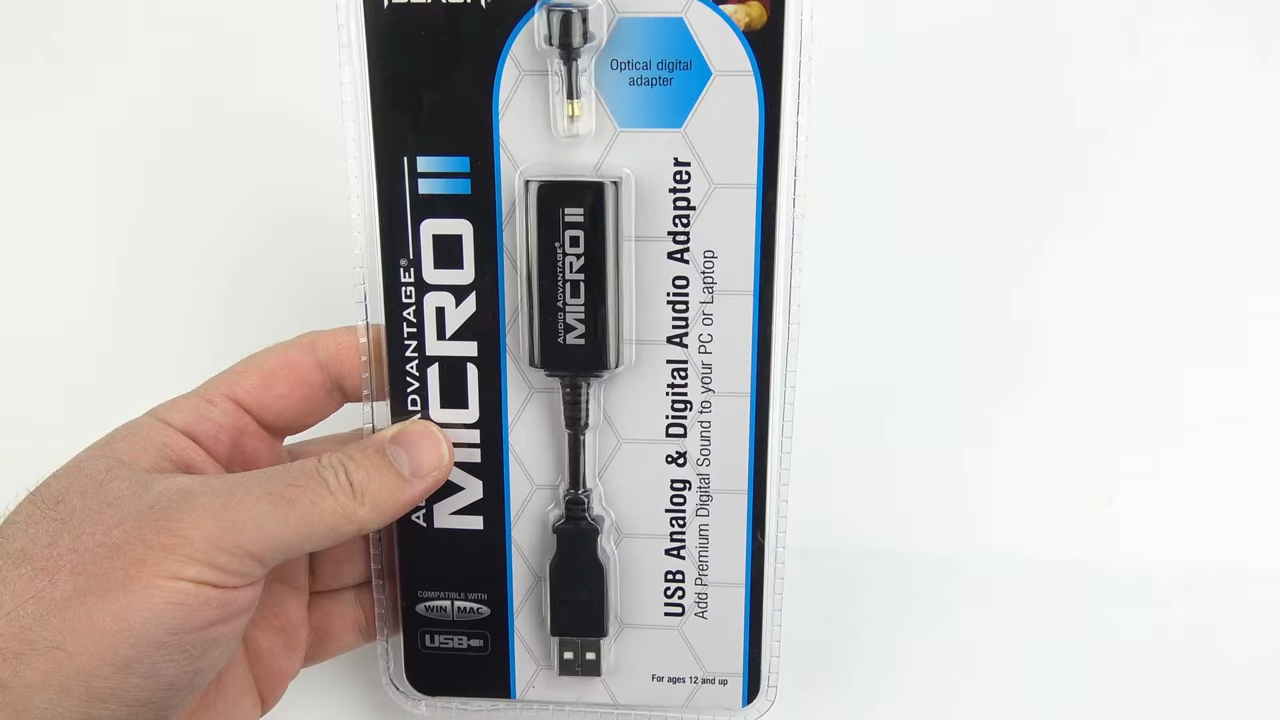 BEACH
Optical digital
adapter
ADVANTAGE®
MICRO II
AUDIO ADVANTAGE®
MICRO II
USB Analog & Digital Audio Adapter
Add Premium Digital Sound to your PC or Laptop
COMPATIBLE WITH
WIN MAC
USB
For ages 12 and up